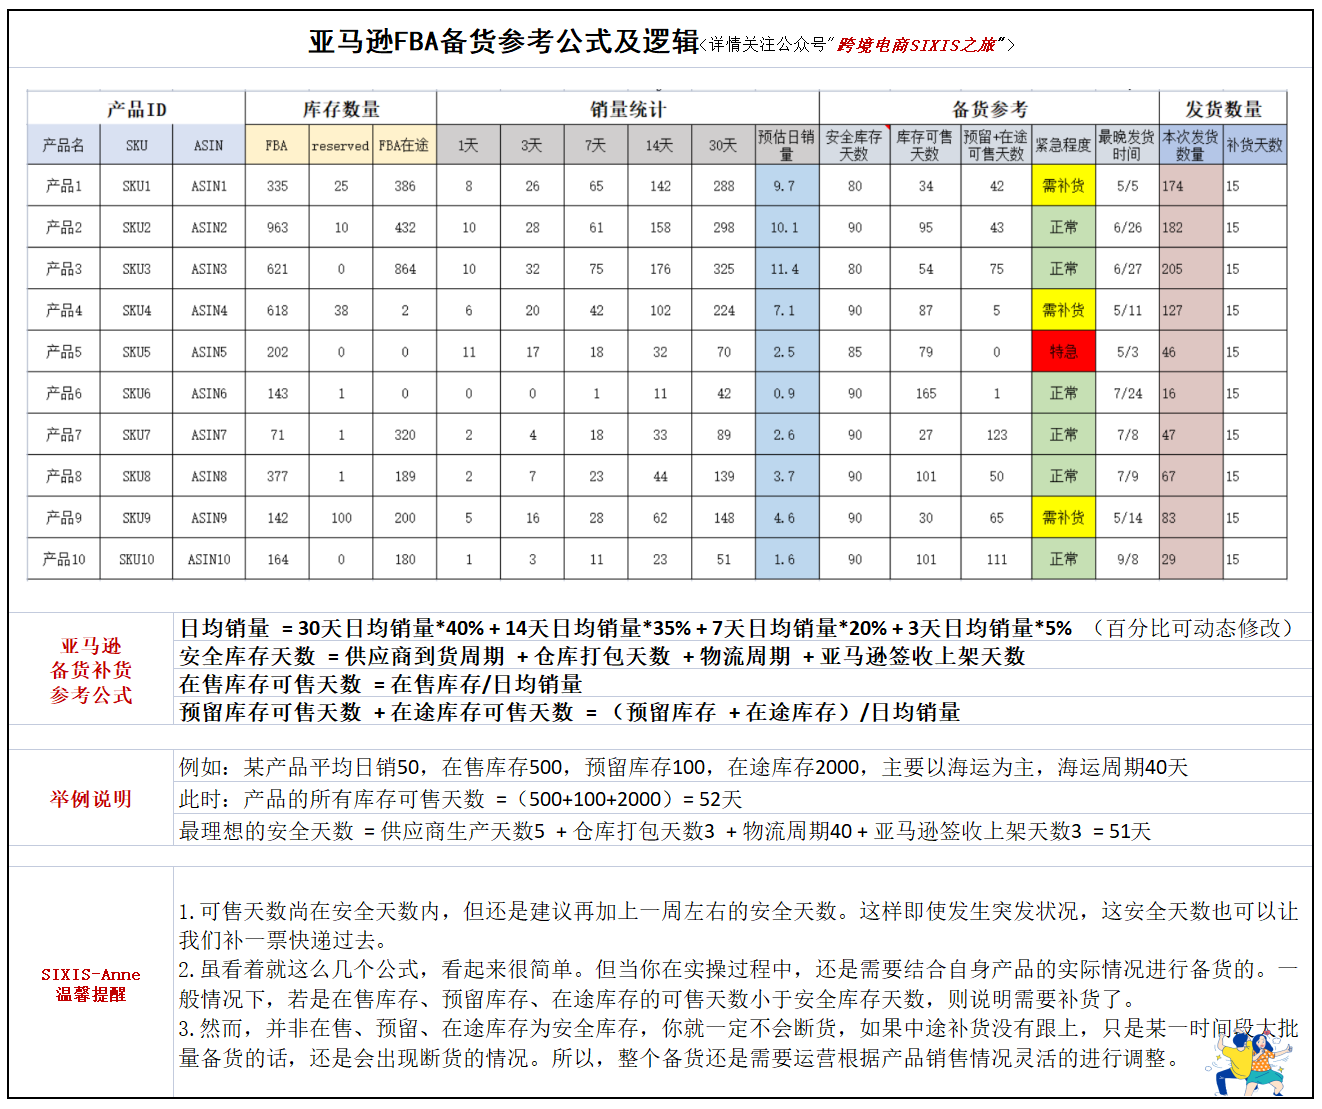 亚马逊FBA备货参考公式及逻辑<详情关注公众号"跨境电商SIXIS之旅">
产品ID 库存数量 销量统计 备货参考 发货数量
产品名 SKU ASIN FBA reserved FBA在途 1天 3天 7天 14天 30天 预估日销量 安全库存天数 库存可售天数 预留+在途可售天数 紧急程度 最晚发货时间 本次发货数量 补货天数
产品1 SKU1 ASIN1 335 25 386 8 26 65 142 288 9.7 80 34 42 需补货 5/5 174 15
产品2 SKU2 ASIN2 963 10 432 10 28 61 158 298 10.1 90 95 43 正常 6/26 182 15
产品3 SKU3 ASIN3 621 0 864 10 32 75 176 325 11.4 80 54 75 正常 6/27 205 15
产品4 SKU4 ASIN4 618 38 2 6 20 42 102 224 7.1 90 87 5 需补货 5/11 127 15
产品5 SKU5 ASIN5 202 0 0 11 17 18 32 70 2.5 85 79 0 特急 5/3 46 15
产品6 SKU6 ASIN6 143 1 0 0 0 1 11 42 0.9 90 165 1 正常 7/24 16 15
产品7 SKU7 ASIN7 71 1 320 2 4 18 33 89 2.6 90 27 123 正常 7/8 47 15
产品8 SKU8 ASIN8 377 1 189 2 7 23 44 139 3.7 90 101 50 正常 7/9 67 15
产品9 SKU9 ASIN9 142 100 200 5 16 28 62 148 4.6 90 30 65 需补货 5/14 83 15
产品10 SKU10 ASIN10 164 0 180 1 3 11 23 51 1.6 90 101 111 正常 9/8 29 15
亚马逊
备货补货
参考公式
日均销量 = 30天日均销量*40% + 14天日均销量*35% + 7天日均销量*20% + 3天日均销量*5% （百分比可动态修改）
安全库存天数 = 供应商到货周期 + 仓库打包天数 + 物流周期 + 亚马逊签收上架天数
在售库存可售天数 = 在售库存/日均销量
预留库存可售天数 + 在途库存可售天数 = （预留库存 + 在途库存）/日均销量
举例说明
例如：某产品平均日销50，在售库存500，预留库存100，在途库存2000，主要以海运为主，海运周期40天
此时：产品的所有库存可售天数 =（500+100+2000）= 52天
最理想的安全天数 = 供应商生产天数5 + 仓库打包天数3 + 物流周期40 + 亚马逊签收上架天数3 = 51天
SIXIS-Anne
温馨提醒
1.可售天数尚在安全天数内，但还是建议再加上一周左右的安全天数。这样即使发生突发状况，这安全天数也可以让
我们补一票快递过去。
2.虽看着就这么几个公式，看起来很简单。但当你在实操过程中，还是需要结合自身产品的实际情况进行备货的。一
般情况下，若是在售库存、预留库存、在途库存的可售天数小于安全库存天数，则说明需要补货了。
3.然而，并非在售、预留、在途库存为安全库存，你就一定不会断货，如果中途补货没有跟上，只是某一时间段大批
量备货的话，还是会出现断货的情况。所以，整个备货还是需要运营根据产品销售情况灵活的进行调整。